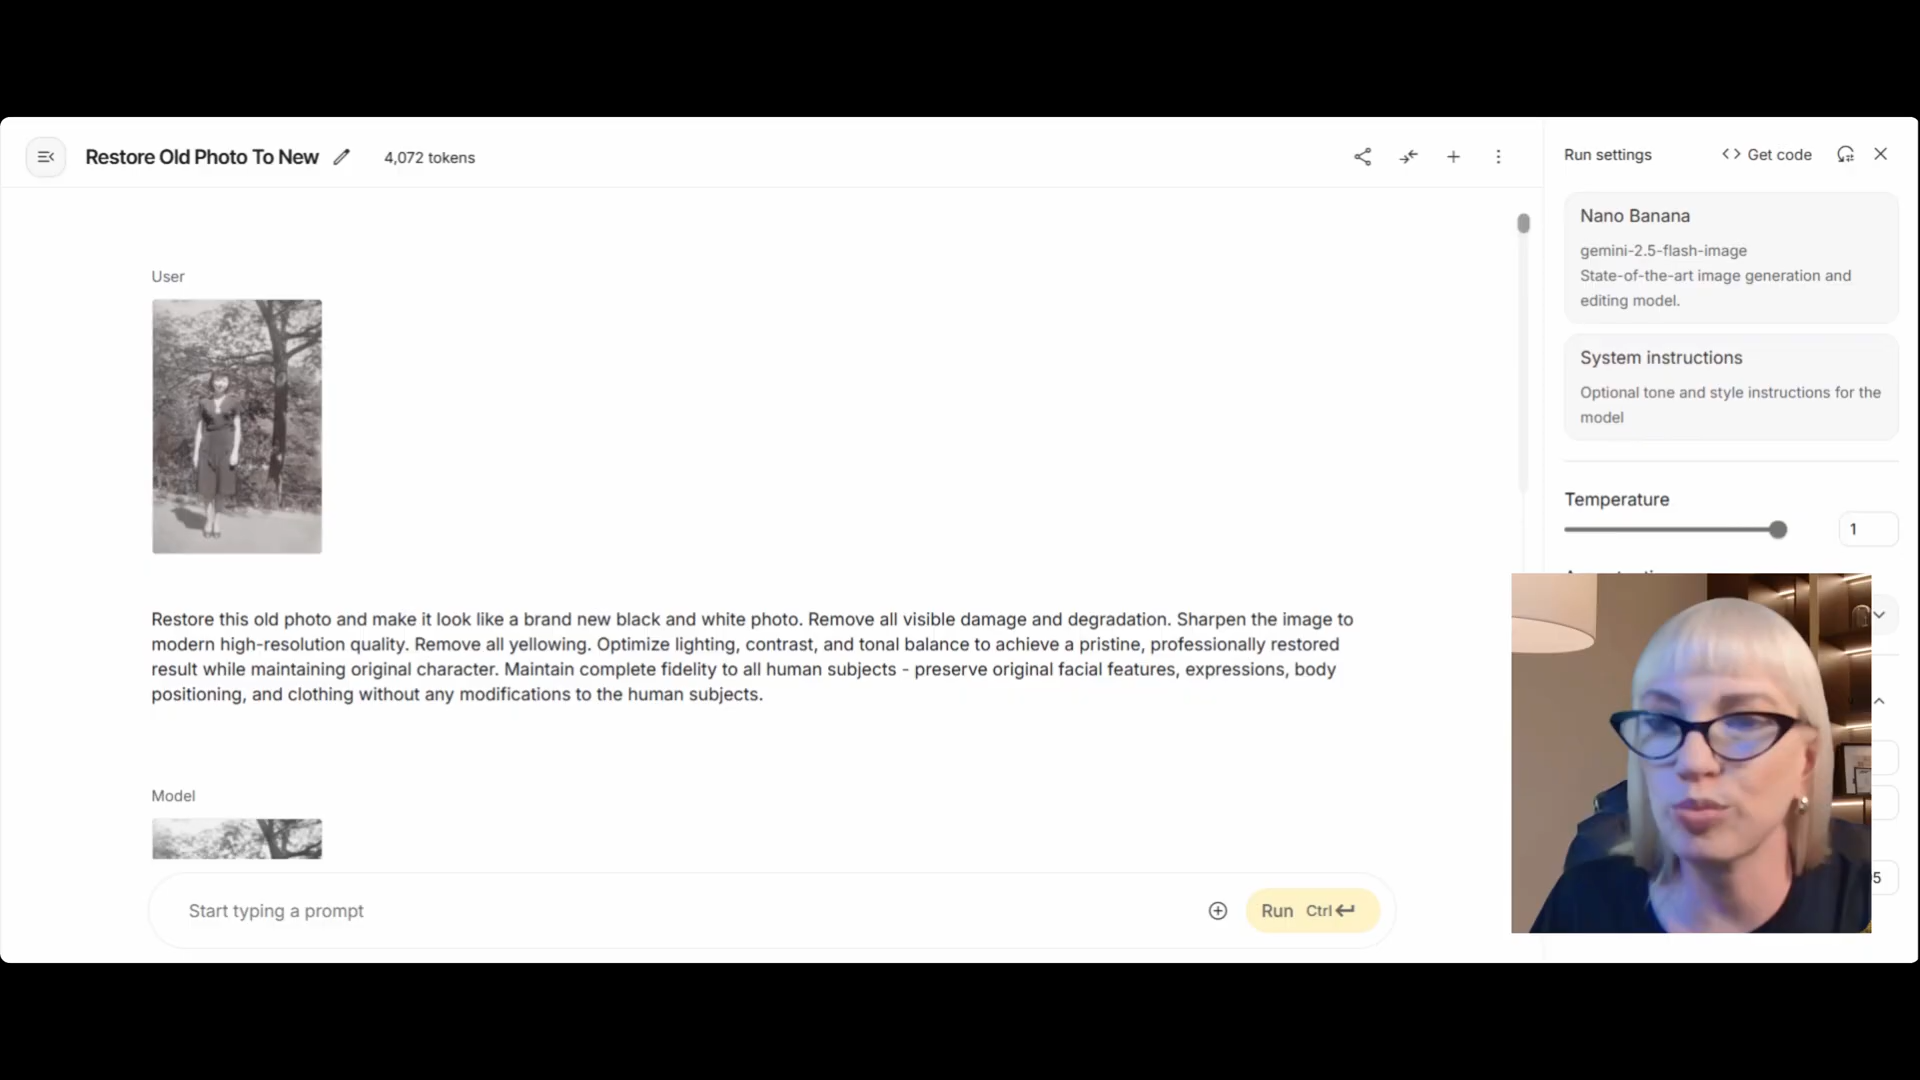 Restore Old Photo To New
4,072 tokens
User
Restore this old photo and make it look like a brand new black and white photo. Remove all visible damage and degradation. Sharpen the image to
modern high-resolution quality. Remove all yellowing. Optimize lighting, contrast, and tonal balance to achieve a pristine, professionally restored
result while maintaining original character. Maintain complete fidelity to all human subjects - preserve original facial features, expressions, body
positioning, and clothing without any modifications to the human subjects.
Model
Start typing a prompt
Run Ctrl
Run settings
<> Get code
Nano Banana
gemini-2.5-flash-image
State-of-the-art image generation and
editing model.
System instructions
Optional tone and style instructions for the
model
Temperature
1
5